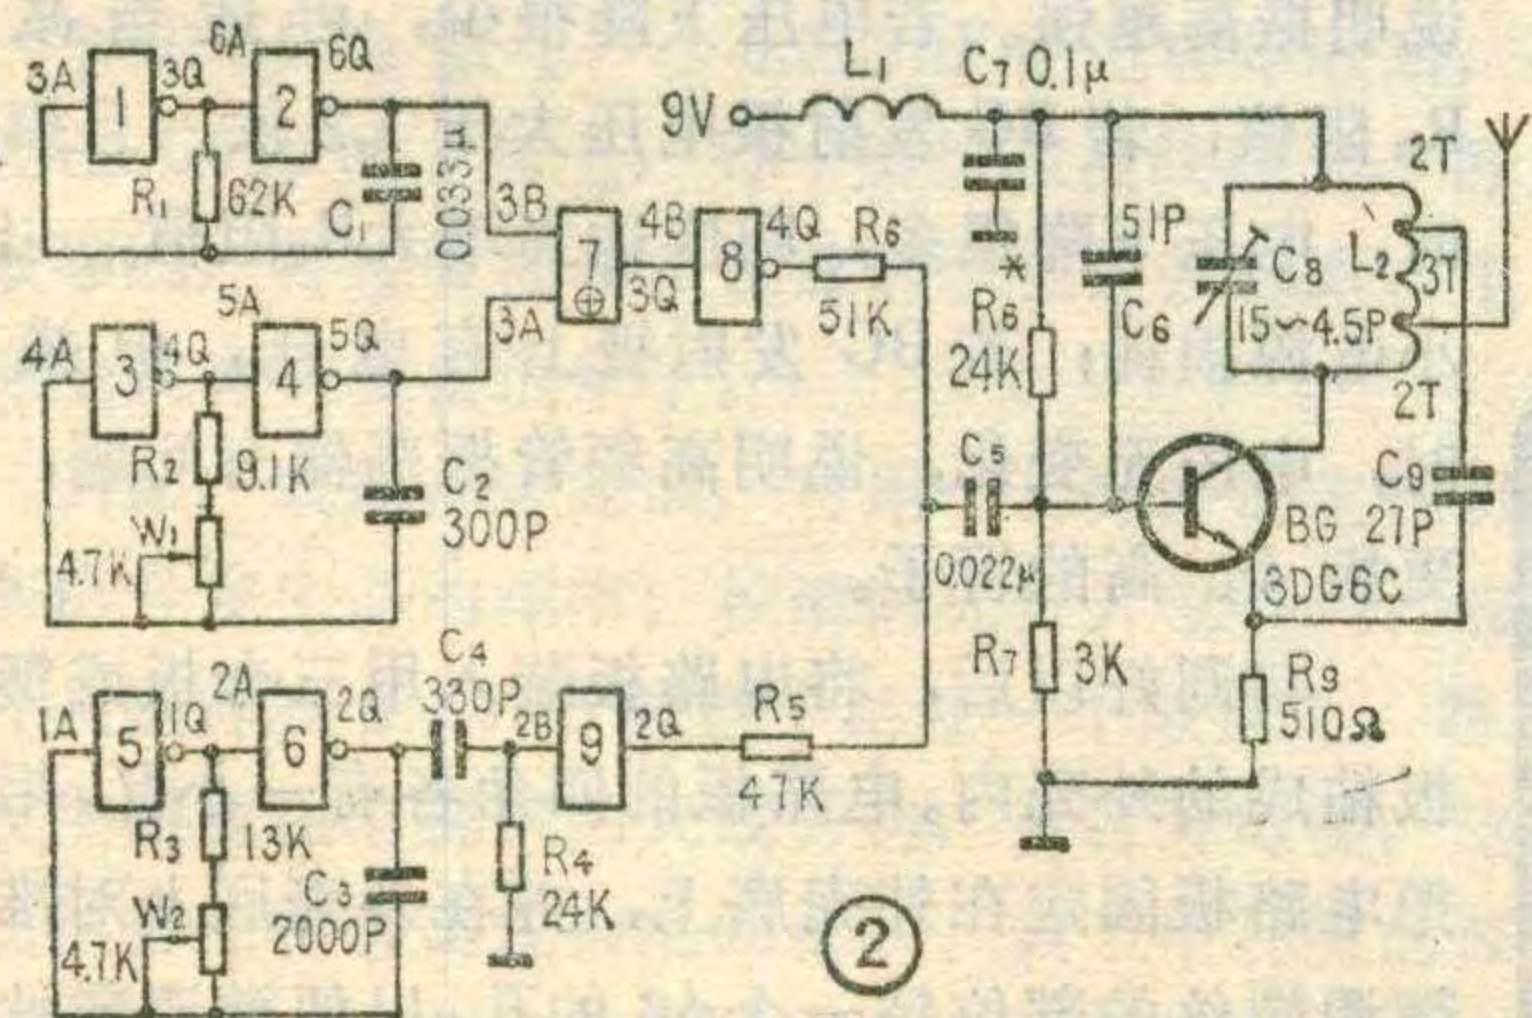 3A 1 3Q 6A 2 6Q
R1 62K C1 0.033μ
4A 3 4Q 5A 4 5Q
R2 9.1K C2 300P
W1 4.7K
1A 5 1Q 2A 6 2Q
R3 13K C3 2000P
W2 4.7K
C4 330P
R4 24K
2B 9 2Q R5 47K
3B 3A 7 ⊕ 3Q
4B 8 4Q R6 51K
9V L1 C7 0.1μ
* R6 24K
51P C6
C8 15~4.5P
2T L2 3T 2T
C5 0.022μ
BG 3DG6C
C9 27P
R7 3K
R9 510Ω
②